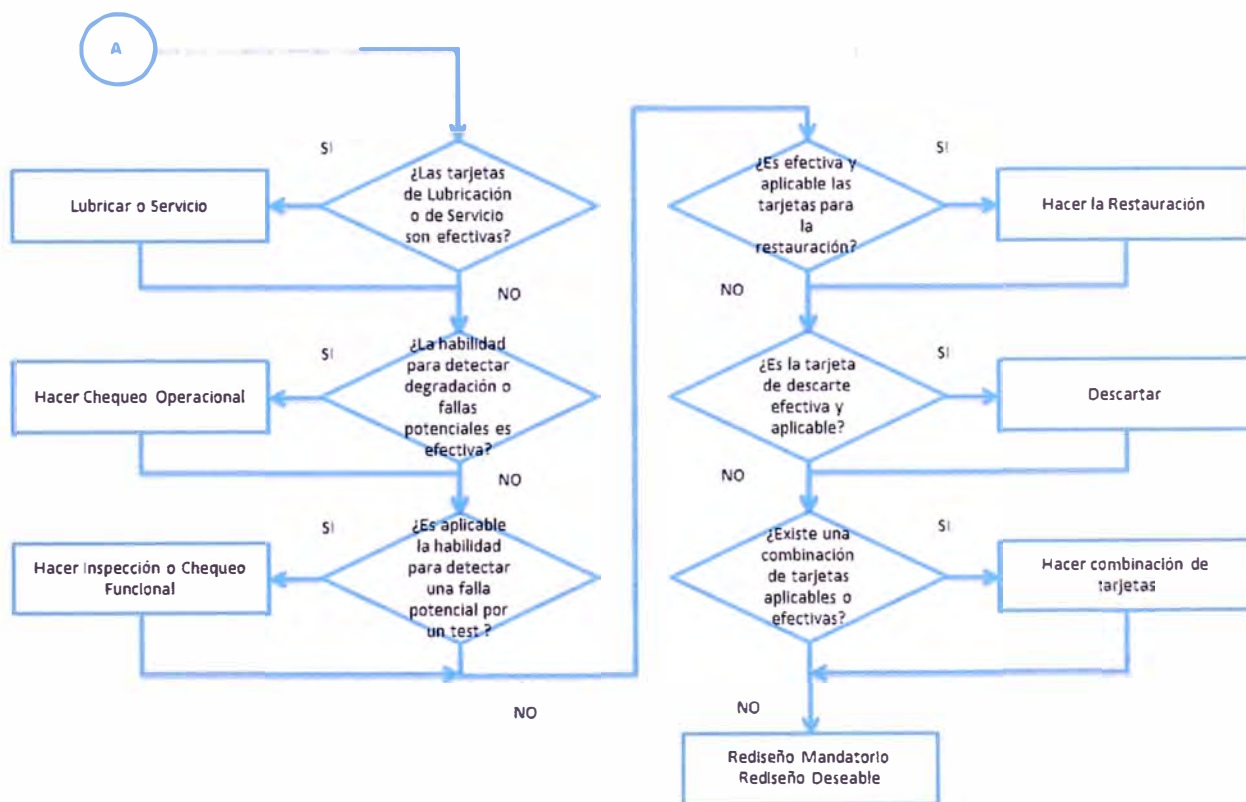 A
SI
¿Las tarjetas
de Lubricación
o de Servicio
son efectivas?
Lubricar o Servicio
NO
SI
¿La habilidad
para detectar
degradación o
fallas
potenciales es
efectiva?
Hacer Chequeo Operacional
NO
SI
¿Es aplicable
la habilidad
para detectar
una falla
potencial por
un test ?
Hacer Inspección o Chequeo
Funcional
NO
¿Es efectiva y
aplicable las
tarjetas para
la
restauración?
SI
Hacer la Restauración
NO
¿Es la tarjeta
de descarte
efectiva y
aplicable?
SI
Descartar
NO
¿Existe una
combinación
de tarjetas
aplicables o
efectivas?
SI
Hacer combinación de
tarjetas
NO
Rediseño Mandatorio
Rediseño Deseable